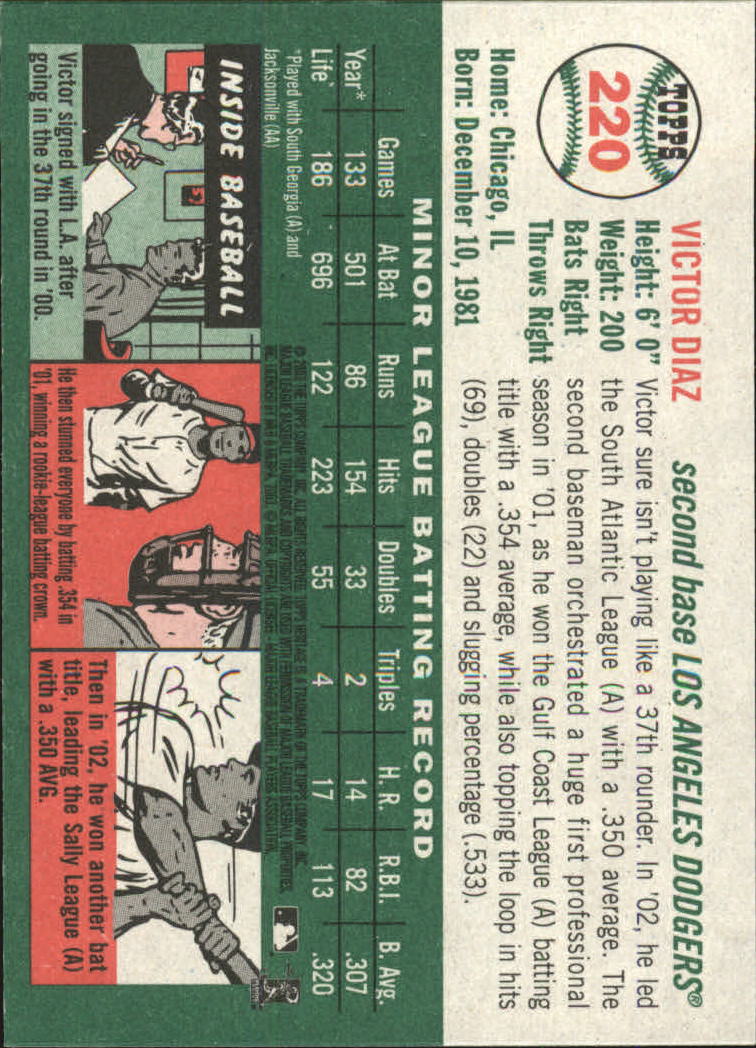 TOPPS
220
VICTOR DIAZ
second base LOS ANGELES DODGERS®
Height: 6' 0"
Weight: 200
Bats Right
Throws Right
Home: Chicago, IL
Born: December 10, 1981
Victor sure isn't playing like a 37th rounder. In '02, he led
the South Atlantic League (A) with a .350 average. The
second baseman orchestrated a huge first professional
season in '01, as he won the Gulf Coast League (A) batting
title with a .354 average, while also topping the loop in hits
(69), doubles (22) and slugging percentage (.533).
MINOR LEAGUE BATTING RECORD
Games At Bat Runs Hits Doubles Triples H. R. R.B.I. B. Avg.
Year* 133 501 86 154 33 2 14 82 .307
Life* 186 696 122 223 55 4 17 113 .320
*Played with South Georgia (A) and
Jacksonville (AA)
INSIDE BASEBALL
Victor signed with L.A. after
going in the 37th round in '00.
He then stunned everyone by batting .354 in
'01, winning a rookie-league batting crown.
Then in '02, he won another bat
title, leading the Sally League (A)
with a .350 AVG.